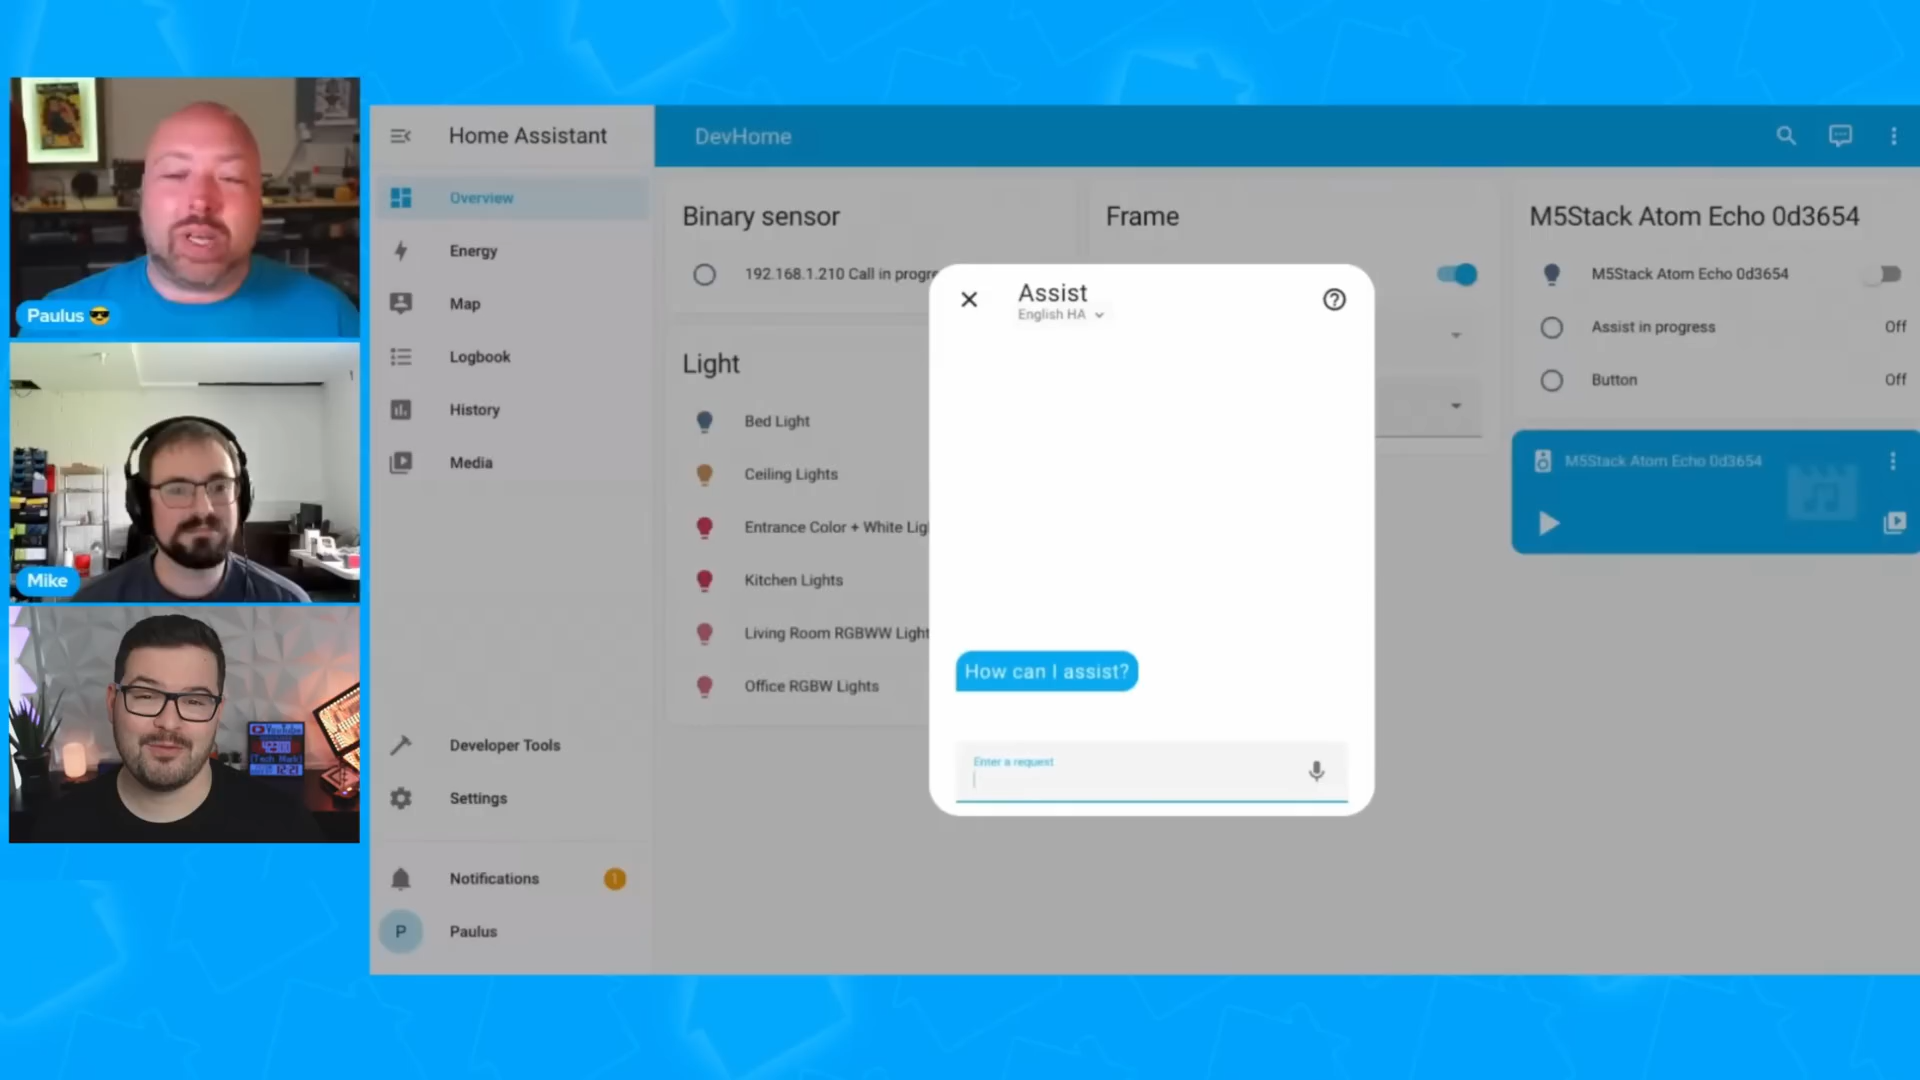 Paulus 😎
Mike
YouTube
Home Assistant
Overview
Energy
Map
Logbook
History
Media
Developer Tools
Settings
Notifications
1
P
Paulus
DevHome
Binary sensor
192.168.1.210 Call in progre
Light
Bed Light
Ceiling Lights
Entrance Color + White Lig
Kitchen Lights
Living Room RGBWW Light
Office RGBW Lights
Frame
Assist
English HA
How can I assist?
Enter a request
M5Stack Atom Echo 0d3654
M5Stack Atom Echo 0d3654
Assist in progress
Off
Button
Off
M5Stack Atom Echo 0d3654